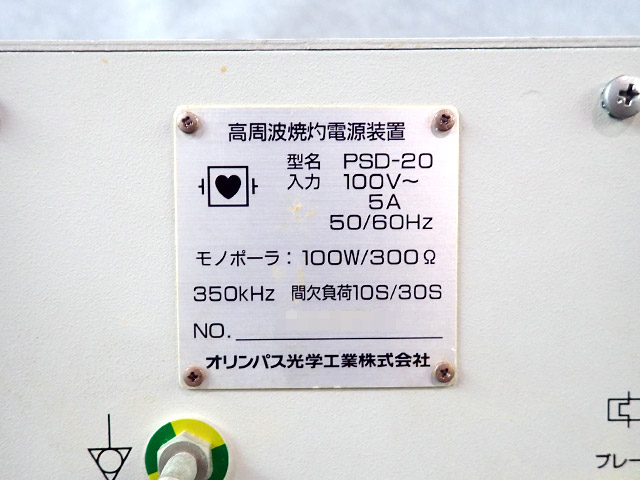 高周波焼灼電源装置
型名 PSD-20
入力 100V～
5A
50/60Hz
モノポーラ：100W/300Ω
350kHz 間欠負荷10S/30S
NO.
オリンパス光学工業株式会社
ブレー